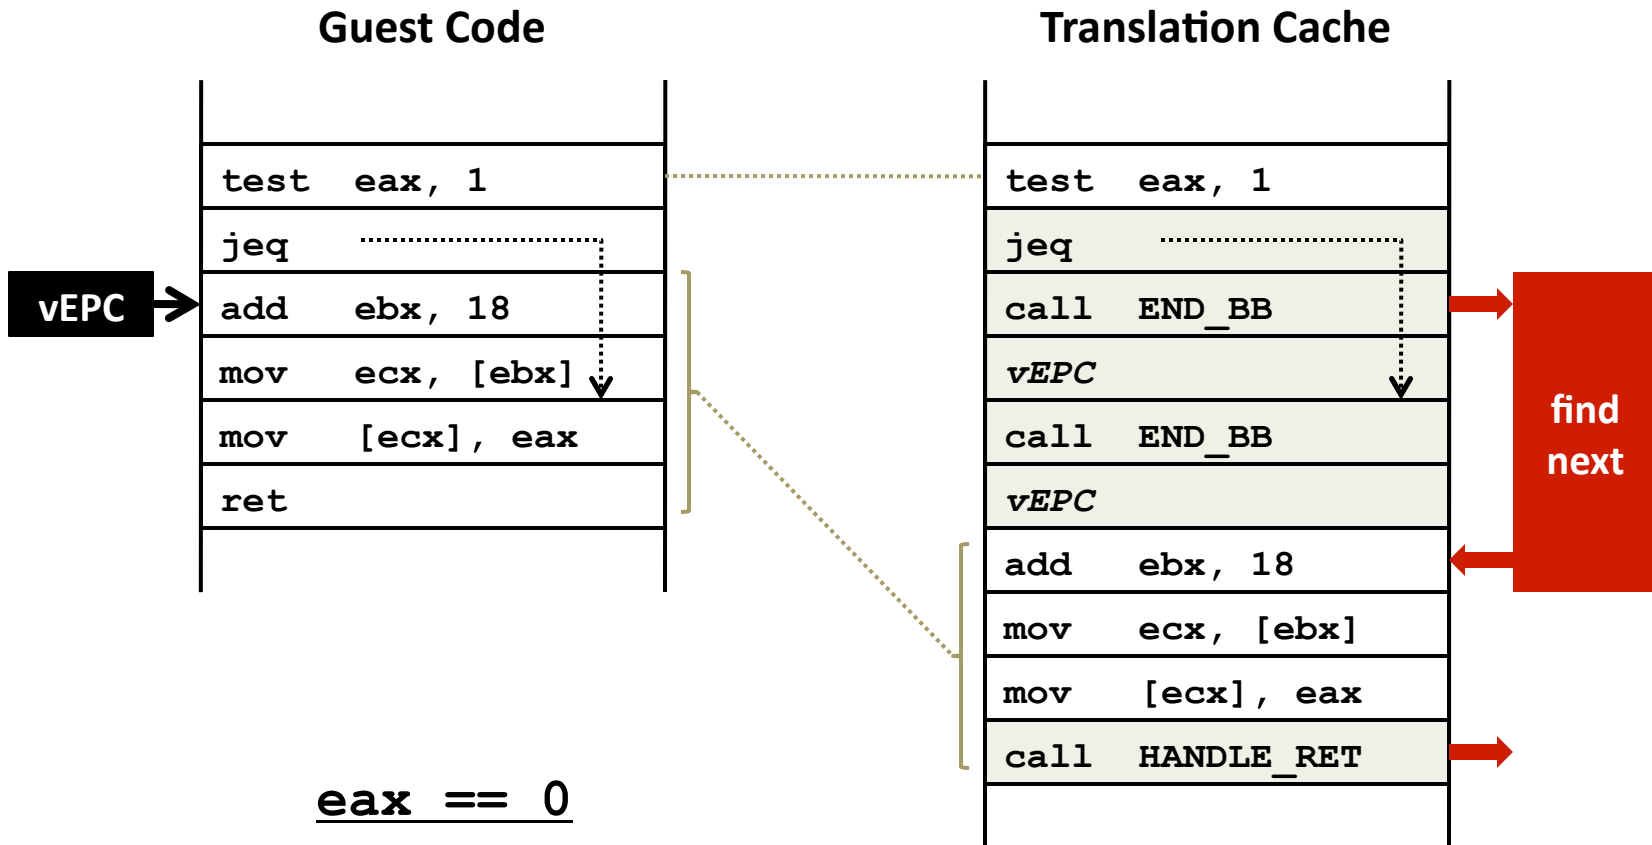 Guest Code
Translation Cache
test eax, 1
jeq
add ebx, 18
mov ecx, [ebx]
mov [ecx], eax
ret
vEPC
eax == 0
test eax, 1
jeq
call END_BB
vEPC
call END_BB
vEPC
add ebx, 18
mov ecx, [ebx]
mov [ecx], eax
call HANDLE_RET
find
next